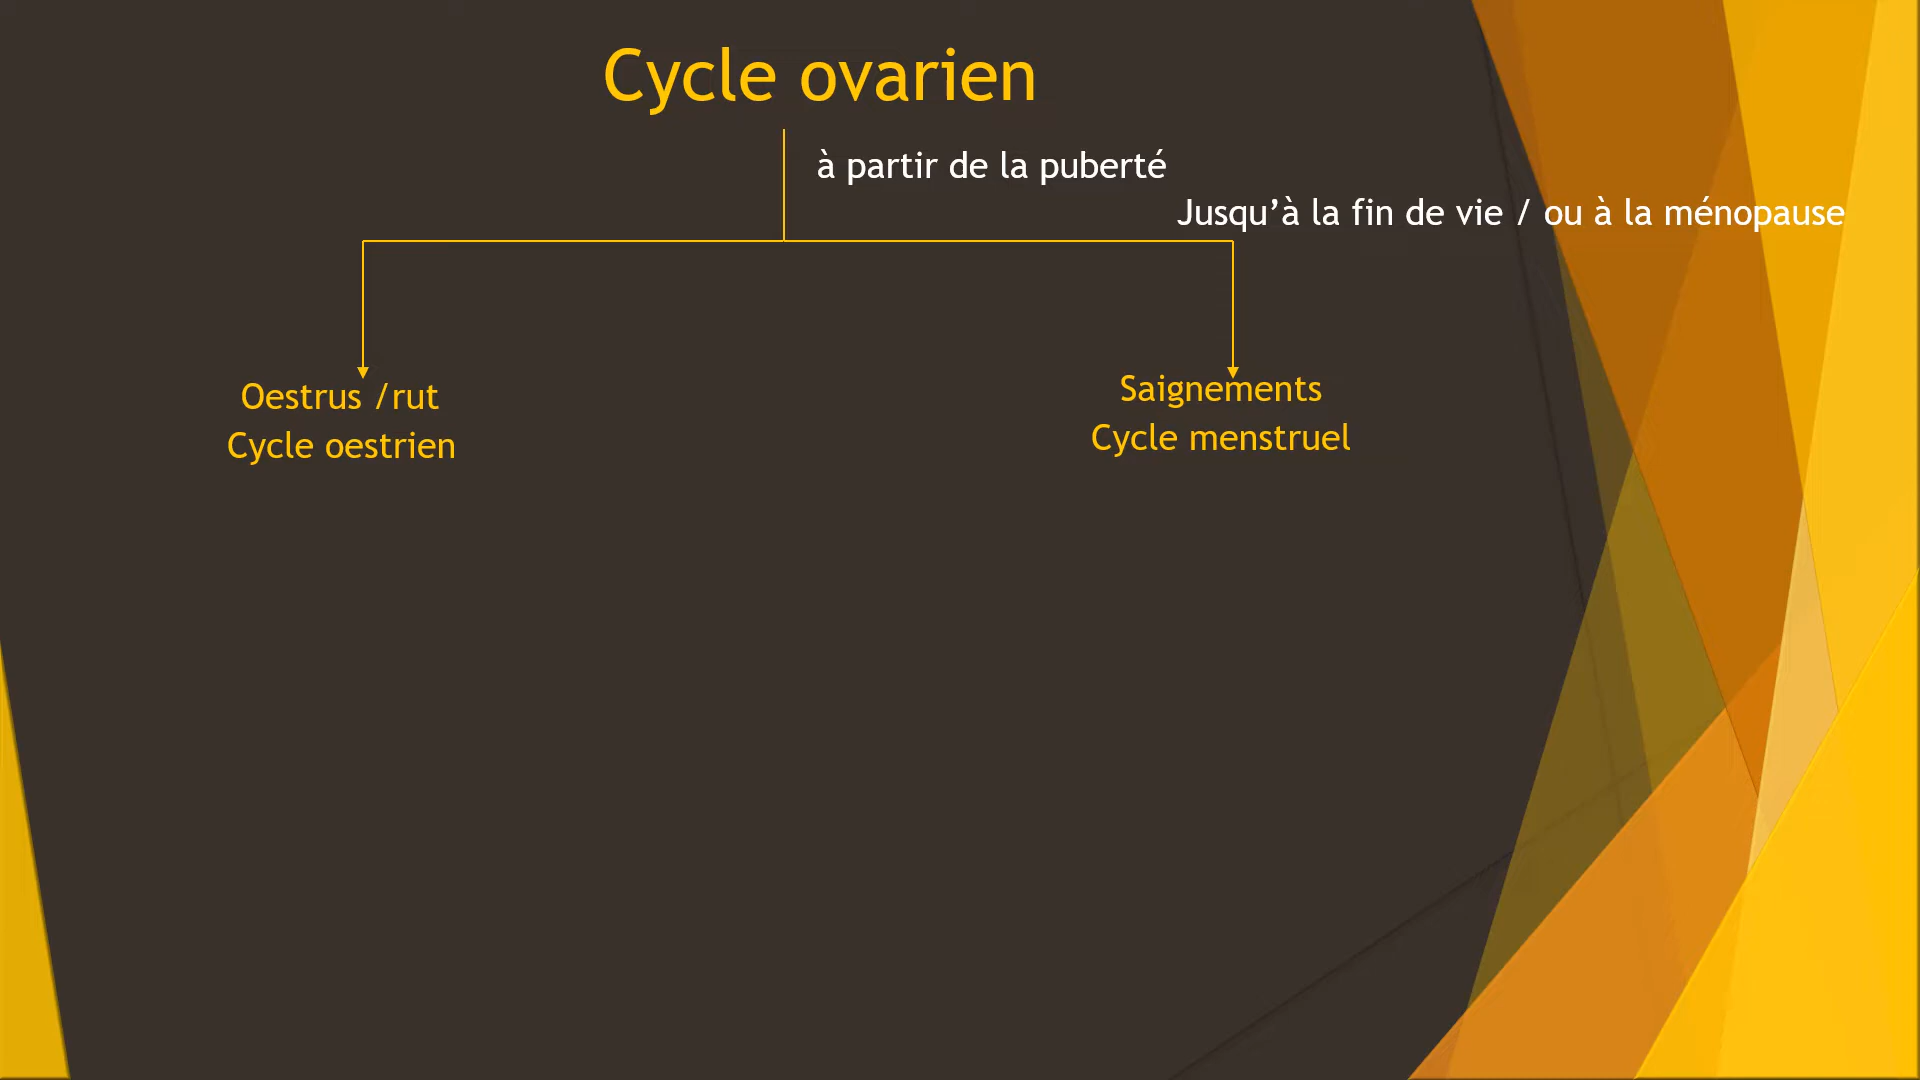 Cycle ovarien
à partir de la puberté
Jusqu’à la fin de vie / ou à la ménopause
Oestrus /rut
Cycle oestrien
Saignements
Cycle menstruel